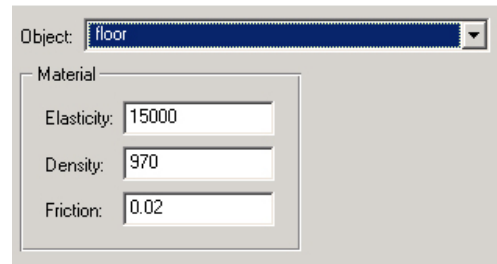 Object: floor
Material
Elasticity: 15000
Density: 970
Friction: 0.02